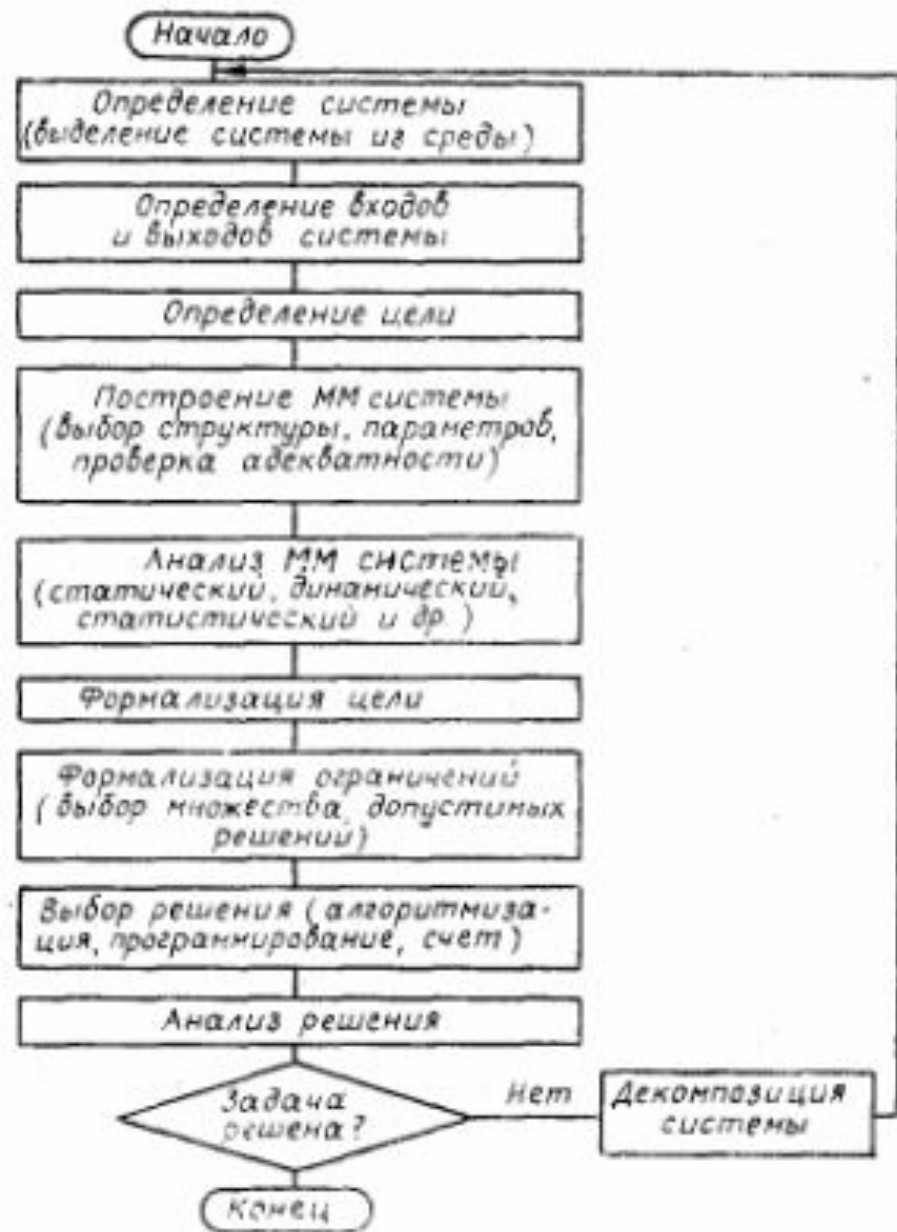 Начало
Определение системы
(выделение системы из среды)
Определение входов
и выходов системы
Определение цели
Построение ММ системы
(выбор структуры, параметров,
проверка адекватности)
Анализ ММ системы
(статический, динамический,
статистический и др.)
Формализация цели
Формализация ограничений
(выбор множества допустимых
решений)
Выбор решения (алгоритмиза-
ция, программирование, счет)
Анализ решения
Задача
решена?
Нет
Декомпозиция
системы
Конец